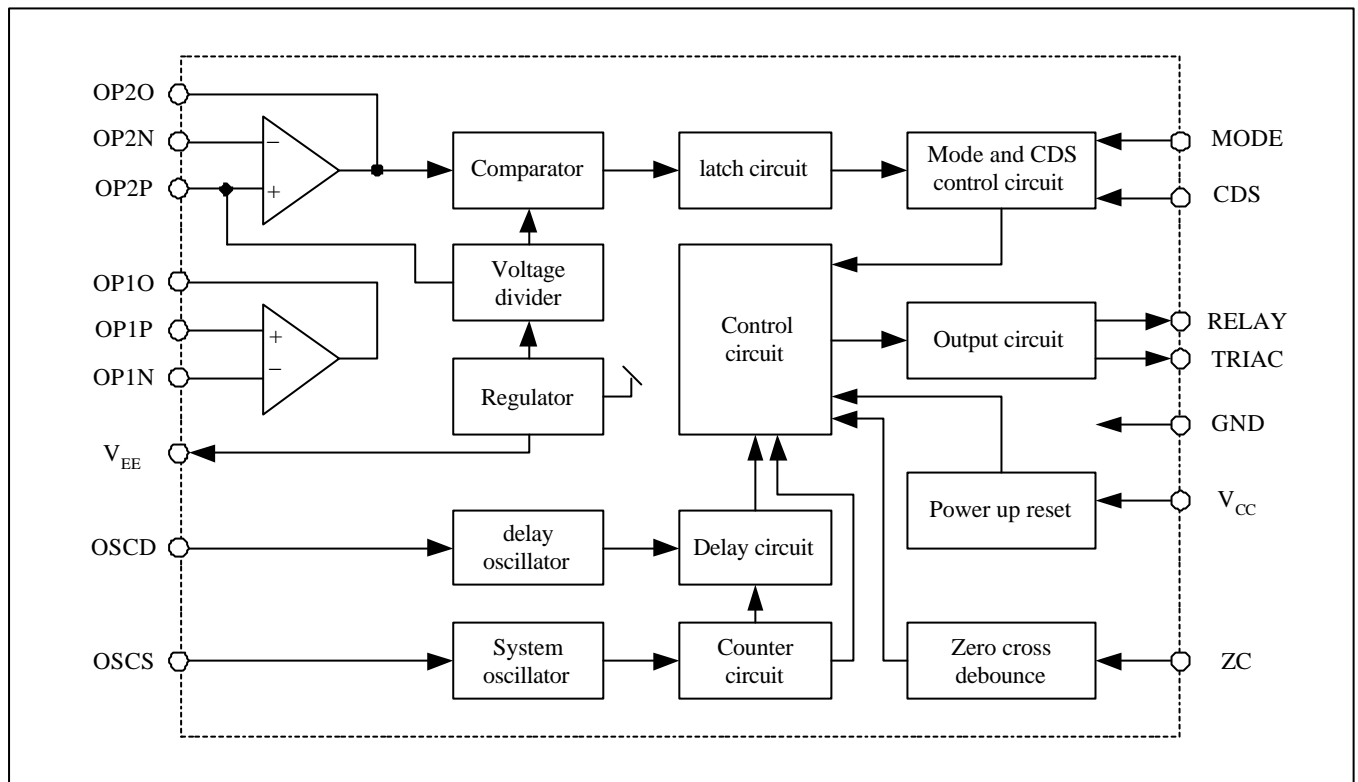 OP2O
OP2N
OP2P
OP1O
OP1P
OP1N
V_EE
OSCD
OSCS
−
+
+
−
Comparator
Voltage
divider
Regulator
delay
oscillator
System
oscillator
latch circuit
Control
circuit
Delay circuit
Counter
circuit
Mode and CDS
control circuit
Output circuit
Power up reset
Zero cross
debounce
MODE
CDS
RELAY
TRIAC
GND
V_CC
ZC